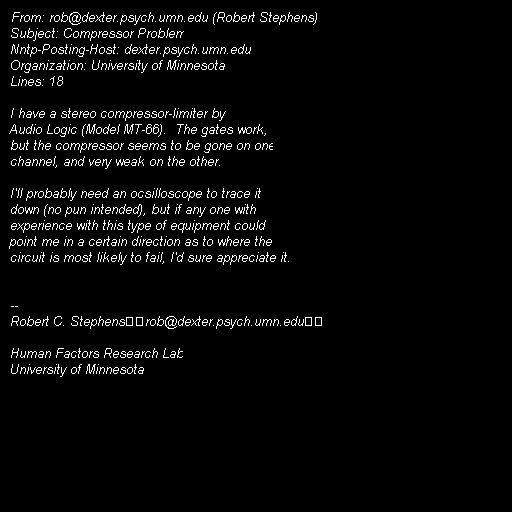 From: rob@dexter.psych.umn.edu (Robert Stephens)
Subject: Compressor Problem
Nntp-Posting-Host: dexter.psych.umn.edu
Organization: University of Minnesota
Lines: 18

I have a stereo compressor-limiter by
Audio Logic (Model MT-66).  The gates work,
but the compressor seems to be gone on one
channel, and very weak on the other.

I'll probably need an ocsilloscope to trace it
down (no pun intended), but if any one with
experience with this type of equipment could
point me in a certain direction as to where the
circuit is most likely to fail, I'd sure appreciate it.

--
Robert C. Stephens□□rob@dexter.psych.umn.edu□□

Human Factors Research Lab
University of Minnesota